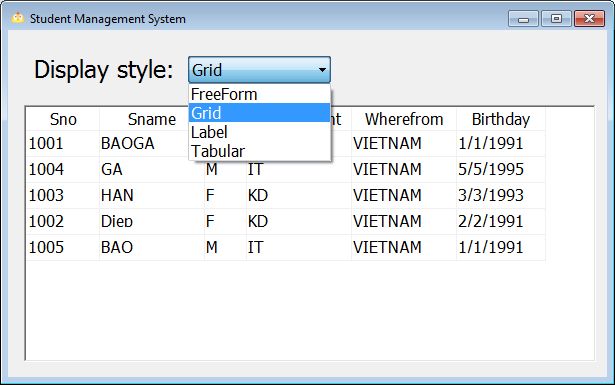 Student Management System
Display style: Grid
FreeForm
Grid
Label
Tabular
Sno Sname Wherefrom Birthday
1001 BAOGA VIETNAM 1/1/1991
1004 GA M IT VIETNAM 5/5/1995
1003 HAN F KD VIETNAM 3/3/1993
1002 Diep F KD VIETNAM 2/2/1991
1005 BAO M IT VIETNAM 1/1/1991